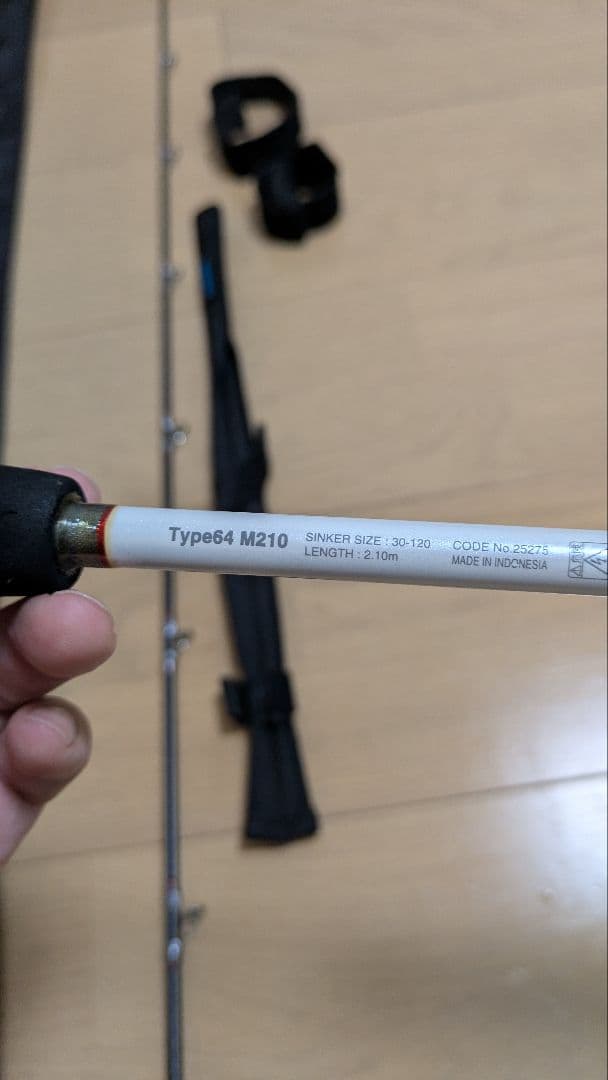 Type64 M210
SINKER SIZE : 30-120
LENGTH : 2.10m
CODE No.25275
MADE IN INDONESIA